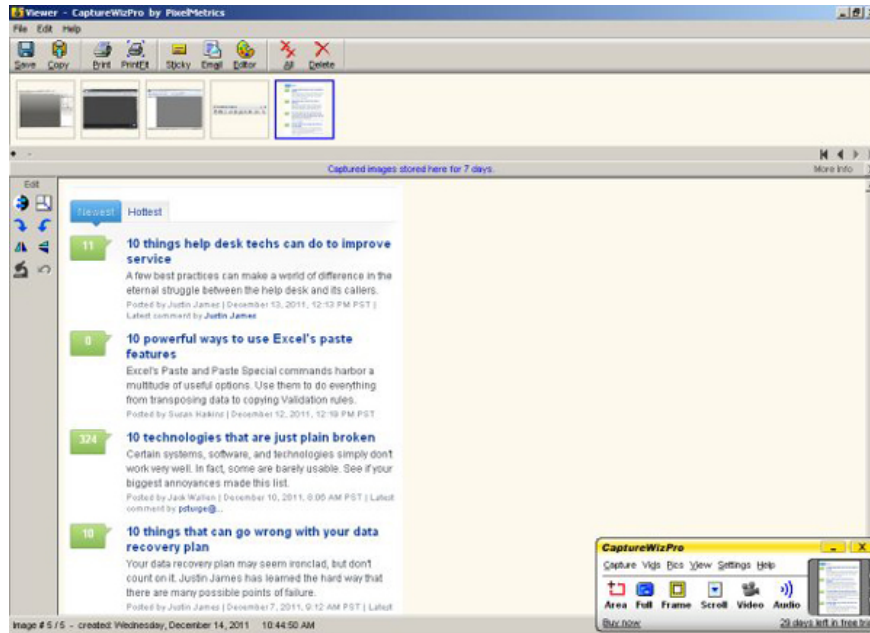 Viewer - CaptureWizPro by PixelMetrics
File Edit Help
Save Copy Print PrintFit Sticky Email Editor All Delete
Captured images stored here for 7 days. More Info
Edit
Newest Hottest
11
10 things help desk techs can do to improve
service
A few best practices can make a world of difference in the
eternal struggle between the help desk and its callers.
Posted by Justin James | December 13, 2011, 12:13 PM PST |
Latest comment by Justin James
0
10 powerful ways to use Excel's paste
features
Excel's Paste and Paste Special commands harbor a
multitude of useful options. Use them to do everything
from transposing data to copying Validation rules.
Posted by Susan Harkins | December 12, 2011, 12:19 PM PST
324
10 technologies that are just plain broken
Certain systems, software, and technologies simply don't
work very well. In fact, some are barely usable. See if your
biggest annoyances made this list.
Posted by Jack Wallen | December 10, 2011, 8:06 AM PST | Latest
comment by psturge@...
10
10 things that can go wrong with your data
recovery plan
Your data recovery plan may seem ironclad, but don't
count on it. Justin James has learned the hard way that
there are many possible points of failure.
Posted by Justin James | December 7, 2011, 9:12 AM PST | Latest
CaptureWizPro
Capture Vids Pics View Settings Help
Area Full Frame Scroll Video Audio
Buy now 29 days left in free trial
Image # 5 / 5 - created: Wednesday, December 14, 2011 10:44:50 AM